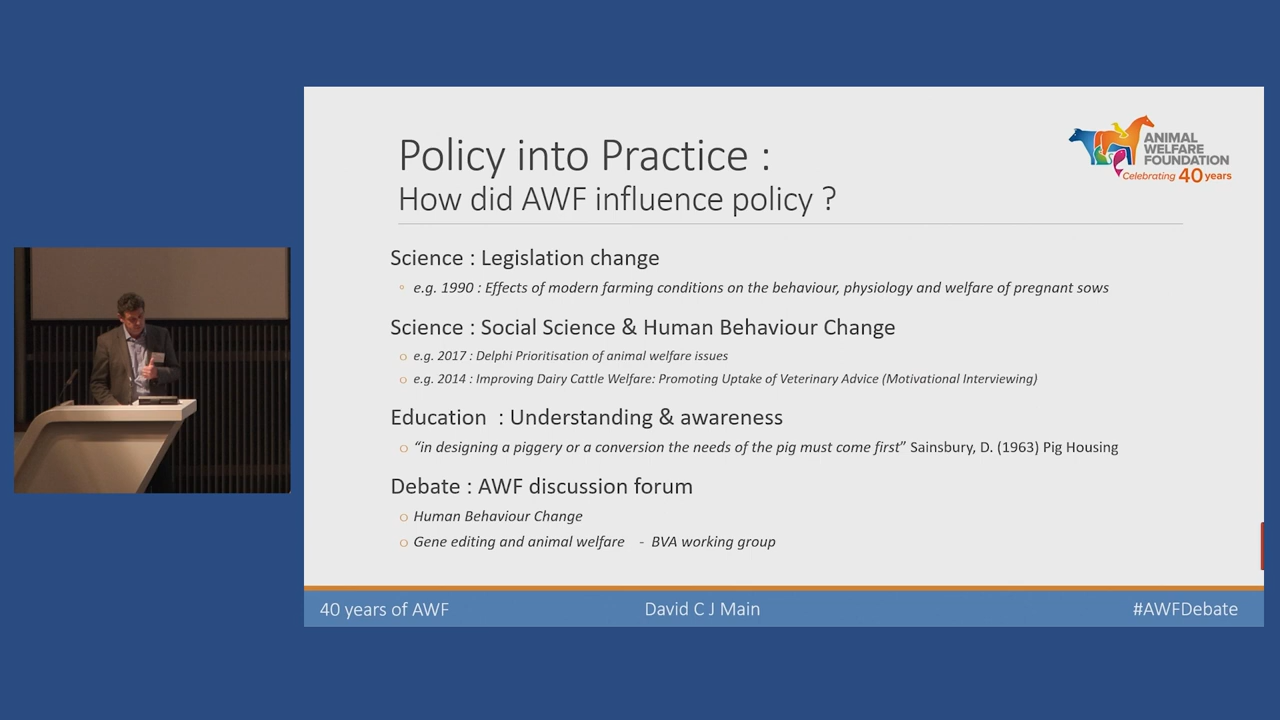 Policy into Practice :
How did AWF influence policy ?
ANIMAL
WELFARE
FOUNDATION
Celebrating 40 years
Science : Legislation change
e.g. 1990 : Effects of modern farming conditions on the behaviour, physiology and welfare of pregnant sows
Science : Social Science & Human Behaviour Change
e.g. 2017 : Delphi Prioritisation of animal welfare issues
e.g. 2014 : Improving Dairy Cattle Welfare: Promoting Uptake of Veterinary Advice (Motivational Interviewing)
Education : Understanding & awareness
“in designing a piggery or a conversion the needs of the pig must come first” Sainsbury, D. (1963) Pig Housing
Debate : AWF discussion forum
Human Behaviour Change
Gene editing and animal welfare - BVA working group
40 years of AWF
David C J Main
#AWFDebate